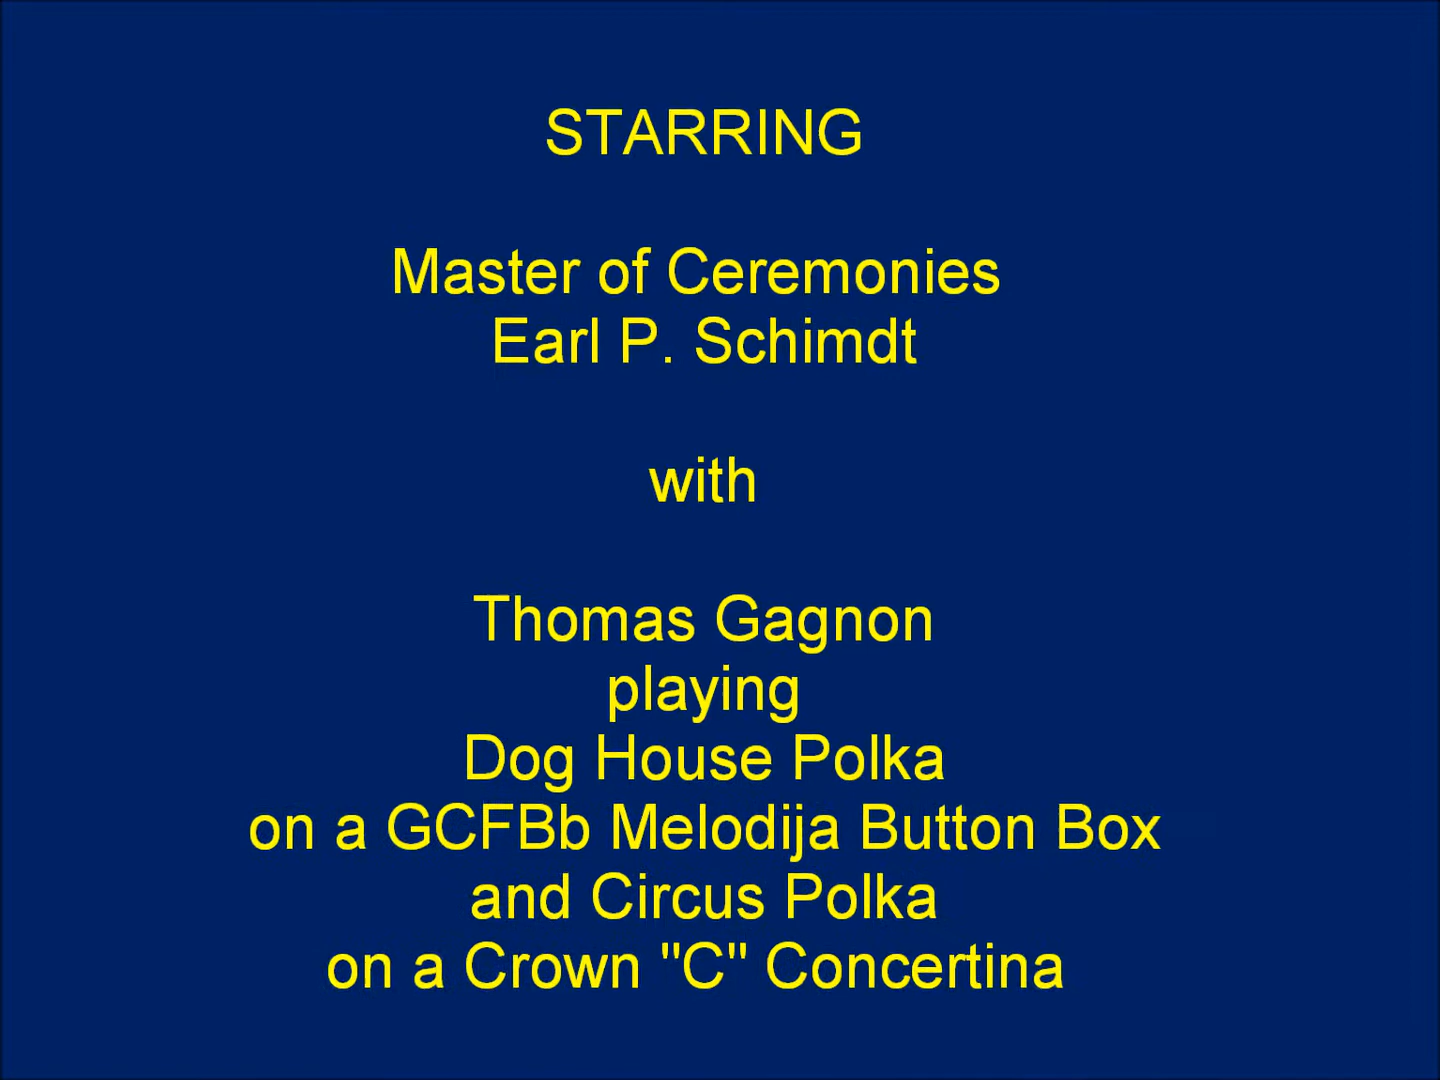 STARRING
Master of Ceremonies
Earl P. Schimdt
with
Thomas Gagnon
playing
Dog House Polka
on a GCFBb Melodija Button Box
and Circus Polka
on a Crown "C" Concertina